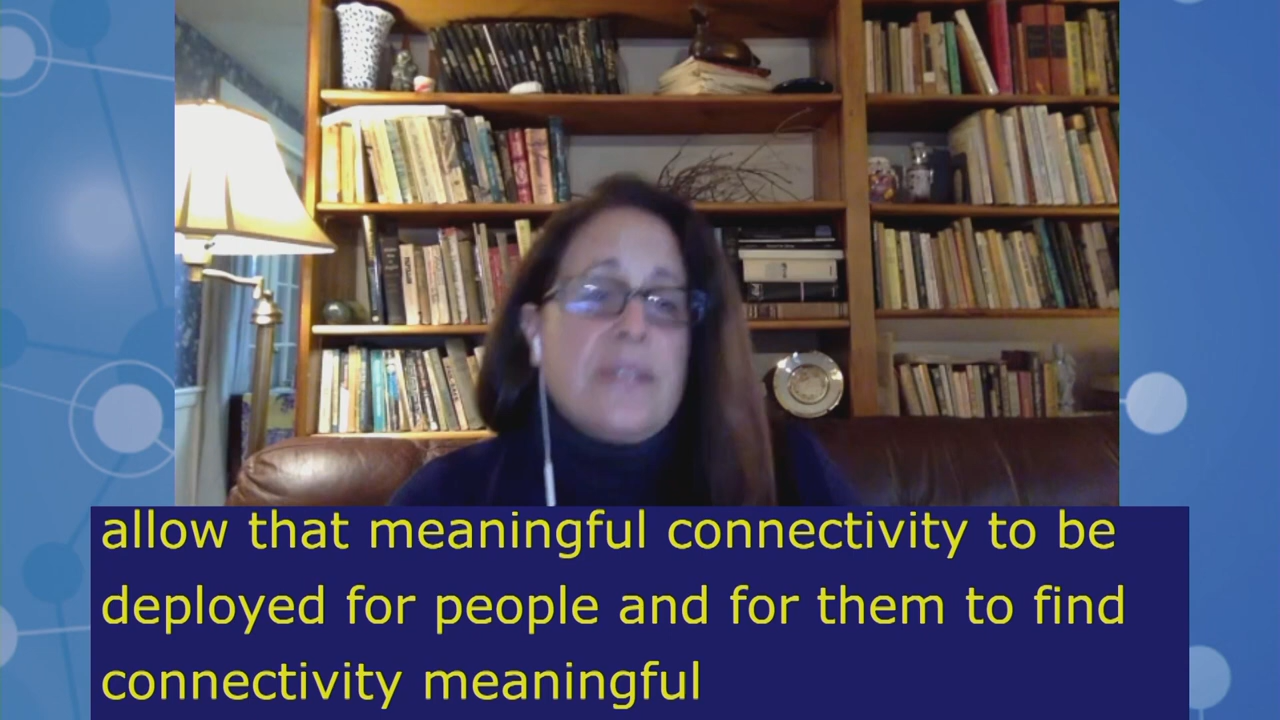 allow that meaningful connectivity to be
deployed for people and for them to find
connectivity meaningful